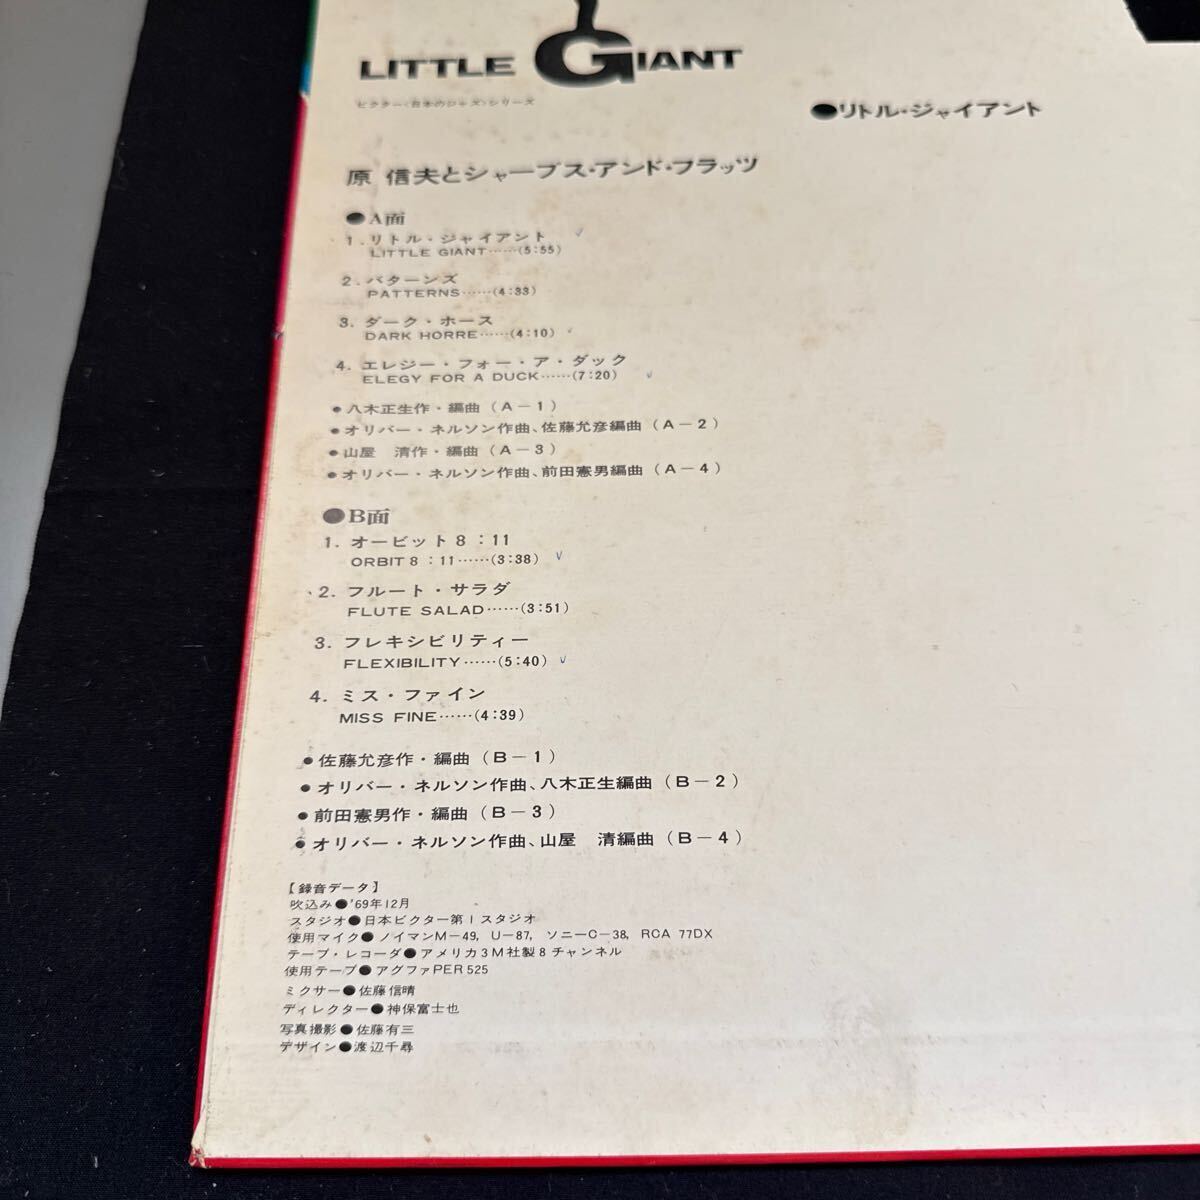 LITTLE GIANT
ビクター〈日本のジャズ〉シリーズ
●リトル・ジャイアント
原 信夫とシャープス・アンド・フラッツ
●A面
1.リトル・ジャイアント
LITTLE GIANT……(5:55)
2.パターンズ
PATTERNS……(4:33)
3.ダーク・ホース
DARK HORRE……(4:10)
4.エレジー・フォー・ア・ダック
ELEGY FOR A DUCK……(7:20)
●八木正生作・編曲(A-1)
●オリバー・ネルソン作曲、佐藤允彦編曲(A-2)
●山屋 清作・編曲(A-3)
●オリバー・ネルソン作曲、前田憲男編曲(A-4)
●B面
1.オービット8:11
ORBIT 8:11……(3:38)
2.フルート・サラダ
FLUTE SALAD……(3:51)
3.フレキシビリティー
FLEXIBILITY……(5:40)
4.ミス・ファイン
MISS FINE……(4:39)
●佐藤允彦作・編曲(B-1)
●オリバー・ネルソン作曲、八木正生編曲(B-2)
●前田憲男作・編曲(B-3)
●オリバー・ネルソン作曲、山屋 清編曲(B-4)
【録音データ】
吹込み●'69年12月
スタジオ●日本ビクター第1スタジオ
使用マイク●ノイマンM-49, U-87, ソニーC-38, RCA 77DX
テープ・レコーダ●アメリカ3M社製8チャンネル
使用テープ●アグファPER 525
ミクサー●佐藤信晴
ディレクター●神保富士也
写真撮影●佐藤有三
デザイン●渡辺千尋